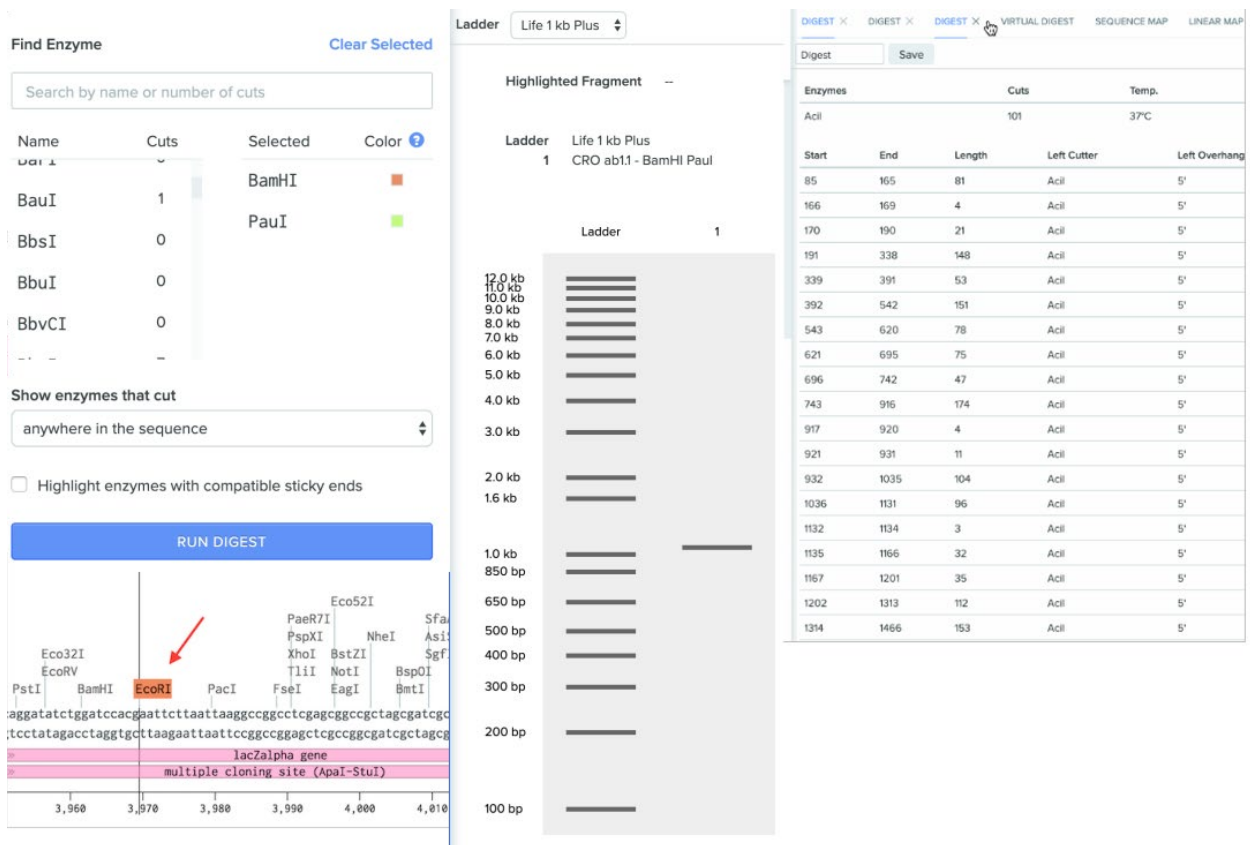 Find Enzyme Clear Selected
Search by name or number of cuts
Name Cuts Selected Color ?
BauI 1
BbsI 0
BbuI 0
BbvCI 0
BamHI
PauI
Show enzymes that cut
anywhere in the sequence
Highlight enzymes with compatible sticky ends
RUN DIGEST
Eco52I
PaeR7I Sfa
PspXI NheI Asi
Eco32I XhoI BstZI Sgf
EcoRV TliI NotI BspOI
PstI BamHI EcoRI PacI FseI EagI BmtI
aggatatctggatccacgaattcttaattaaggccggcctcgagcggccgctagcgatcgc
tcctatagacctaggtgcttaagaattaattccggccggagctcgccggcgatcgctagcg
lacZalpha gene
multiple cloning site (ApaI-StuI)
3,960 3,970 3,980 3,990 4,000 4,010
Ladder Life 1 kb Plus
Highlighted Fragment --
Ladder Life 1 kb Plus
1 CRO ab1.1 - BamHI PauI
Ladder 1
12.0 kb
11.0 kb
10.0 kb
9.0 kb
8.0 kb
7.0 kb
6.0 kb
5.0 kb
4.0 kb
3.0 kb
2.0 kb
1.6 kb
1.0 kb
850 bp
650 bp
500 bp
400 bp
300 bp
200 bp
100 bp
DIGEST × DIGEST × DIGEST × VIRTUAL DIGEST SEQUENCE MAP LINEAR MAP
Digest Save
Enzymes Cuts Temp.
AciI 101 37°C
Start End Length Left Cutter Left Overhang
85 165 81 AciI 5'
166 169 4 AciI 5'
170 190 21 AciI 5'
191 338 148 AciI 5'
339 391 53 AciI 5'
392 542 151 AciI 5'
543 620 78 AciI 5'
621 695 75 AciI 5'
696 742 47 AciI 5'
743 916 174 AciI 5'
917 920 4 AciI 5'
921 931 11 AciI 5'
932 1035 104 AciI 5'
1036 1131 96 AciI 5'
1132 1134 3 AciI 5'
1135 1166 32 AciI 5'
1167 1201 35 AciI 5'
1202 1313 112 AciI 5'
1314 1466 153 AciI 5'